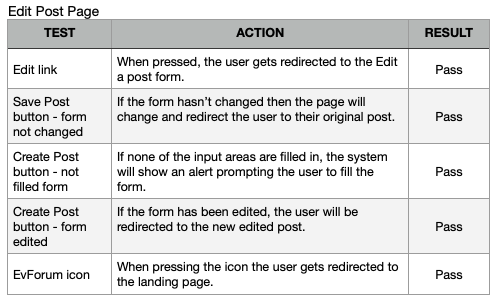 Edit Post Page
TEST ACTION RESULT
Edit link
When pressed, the user gets redirected to the Edit
a post form.
Pass
Save Post
button - form
not changed
If the form hasn't changed then the page will
change and redirect the user to their original post.
Pass
Create Post
button - not
filled form
If none of the input areas are filled in, the system
will show an alert prompting the user to fill the
form.
Pass
Create Post
button - form
edited
If the form has been edited, the user will be
redirected to the new edited post.
Pass
EvForum icon
When pressing the icon the user gets redirected to
the landing page.
Pass